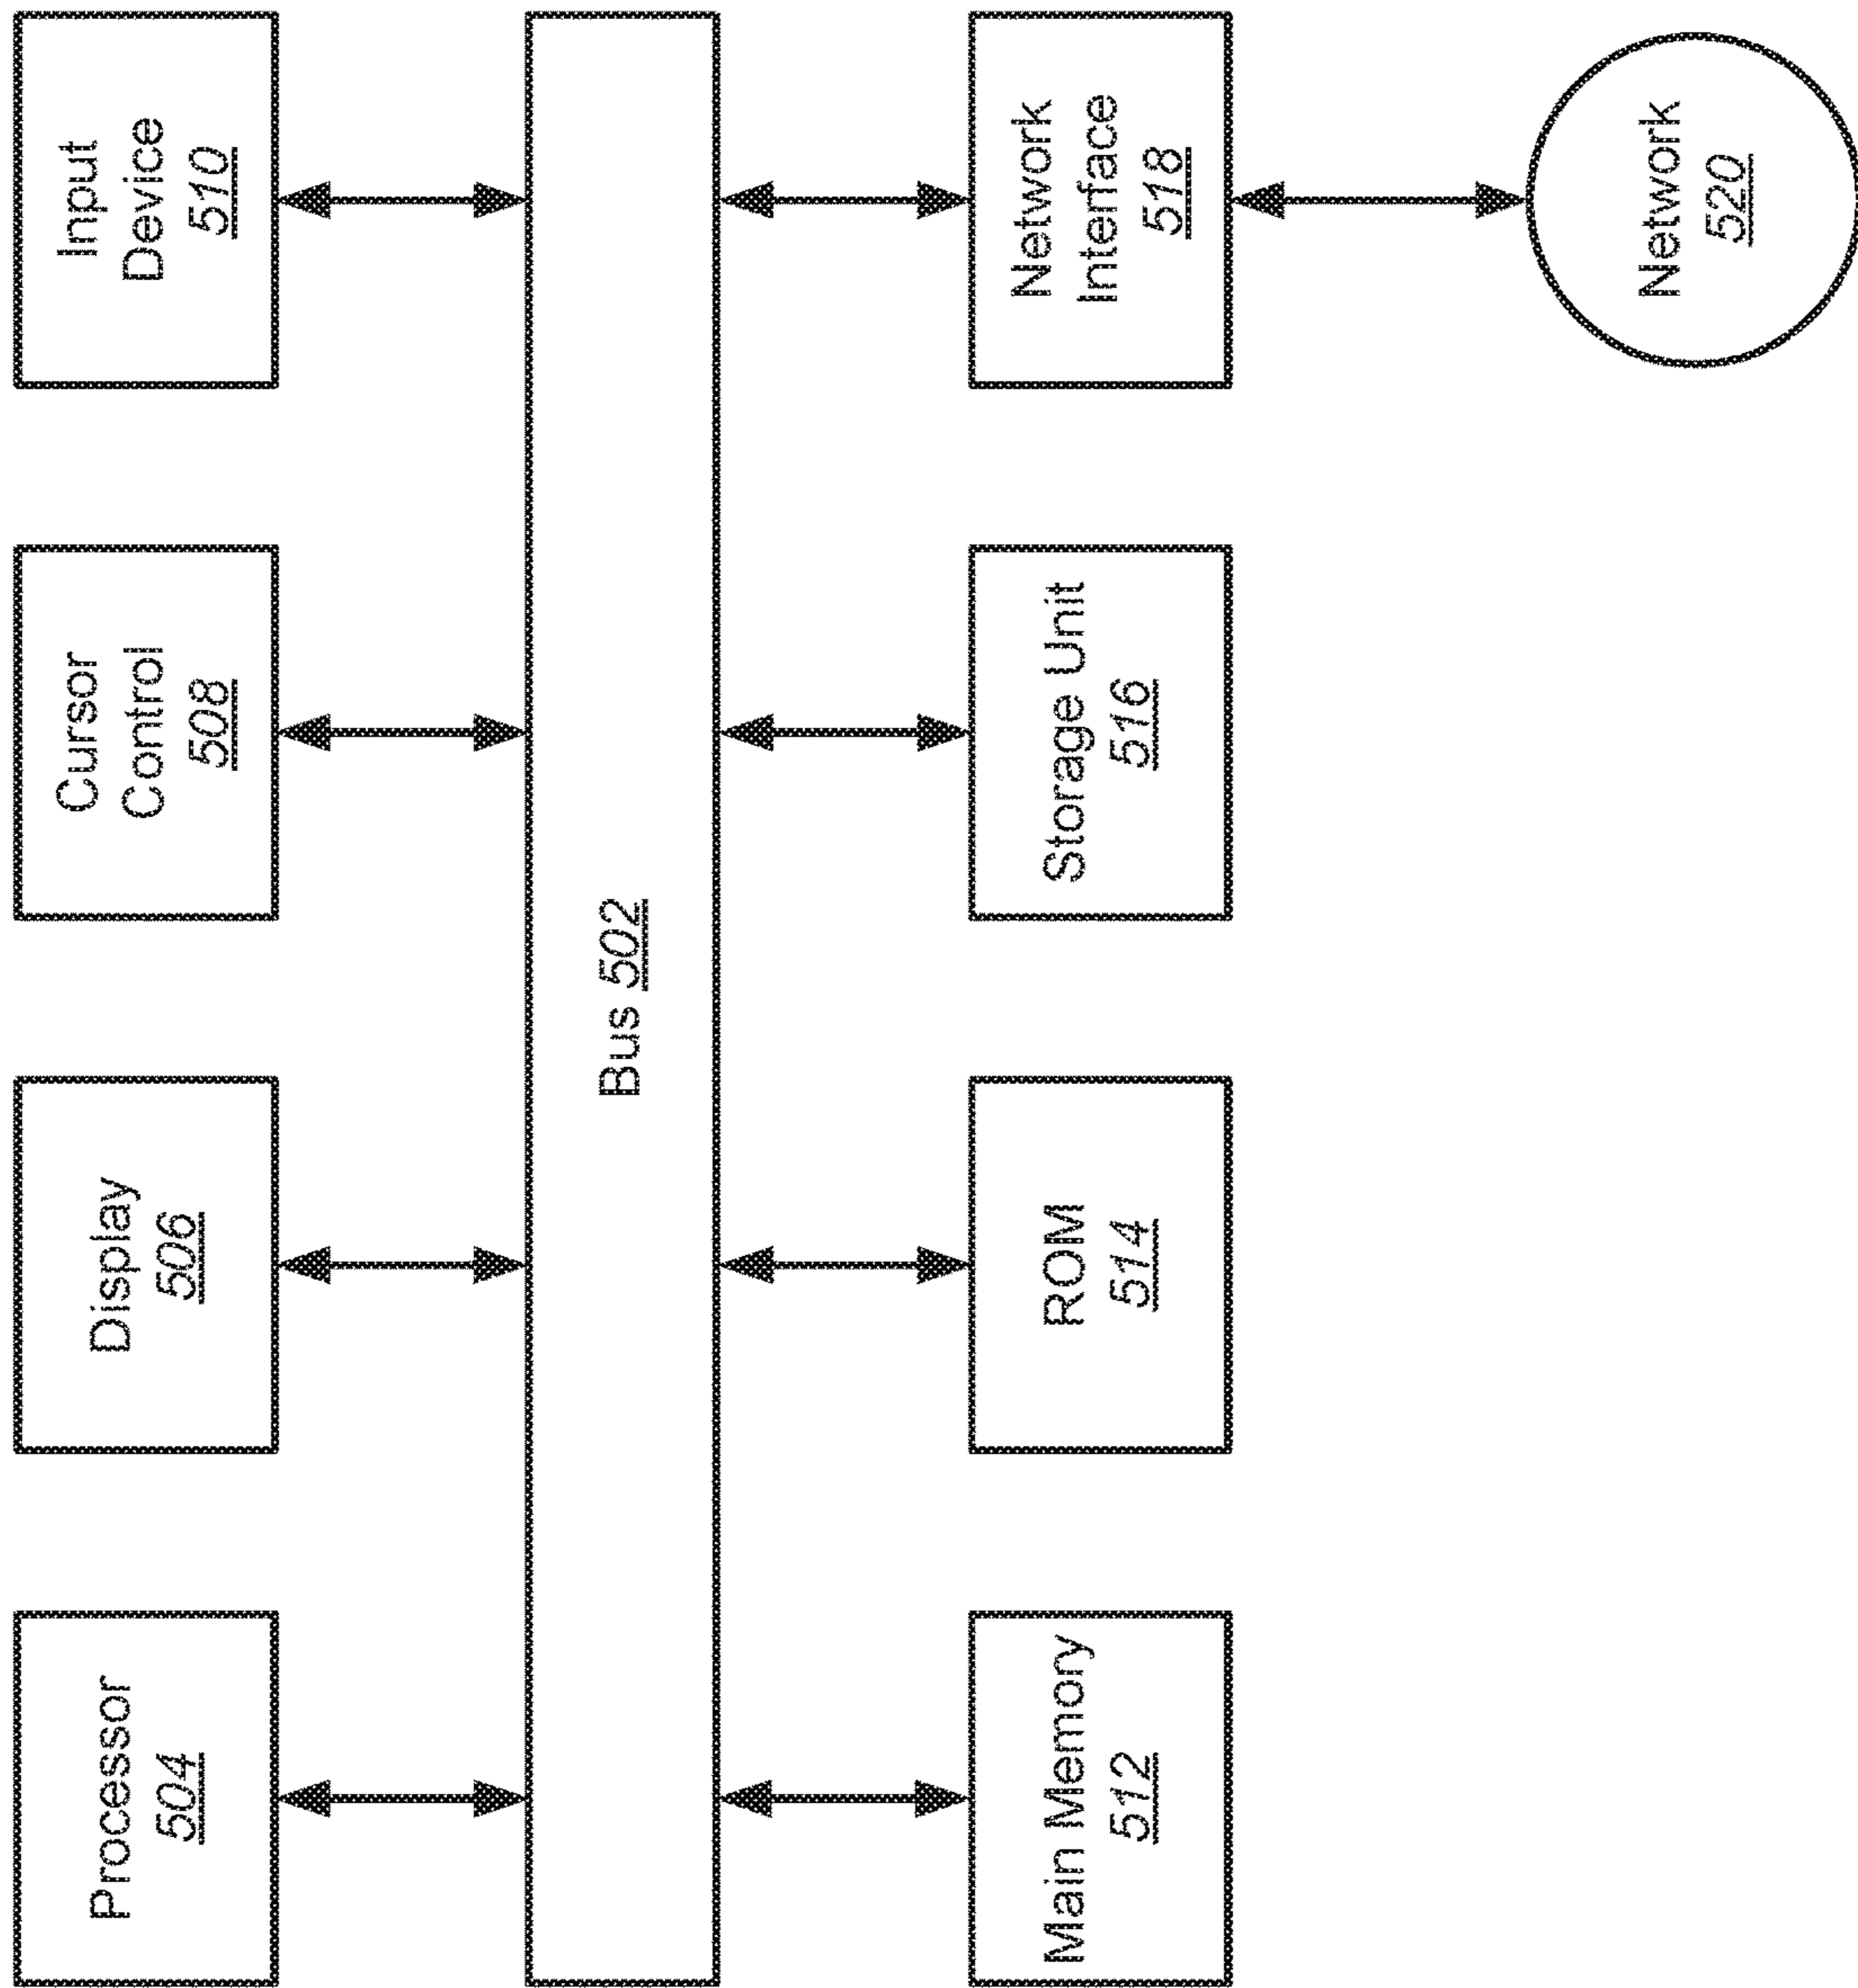 Processor
504
Display
506
Cursor
Control
508
Input
Device
510
Bus 502
Main Memory
512
ROM
514
Storage Unit
516
Network
Interface
518
Network
520